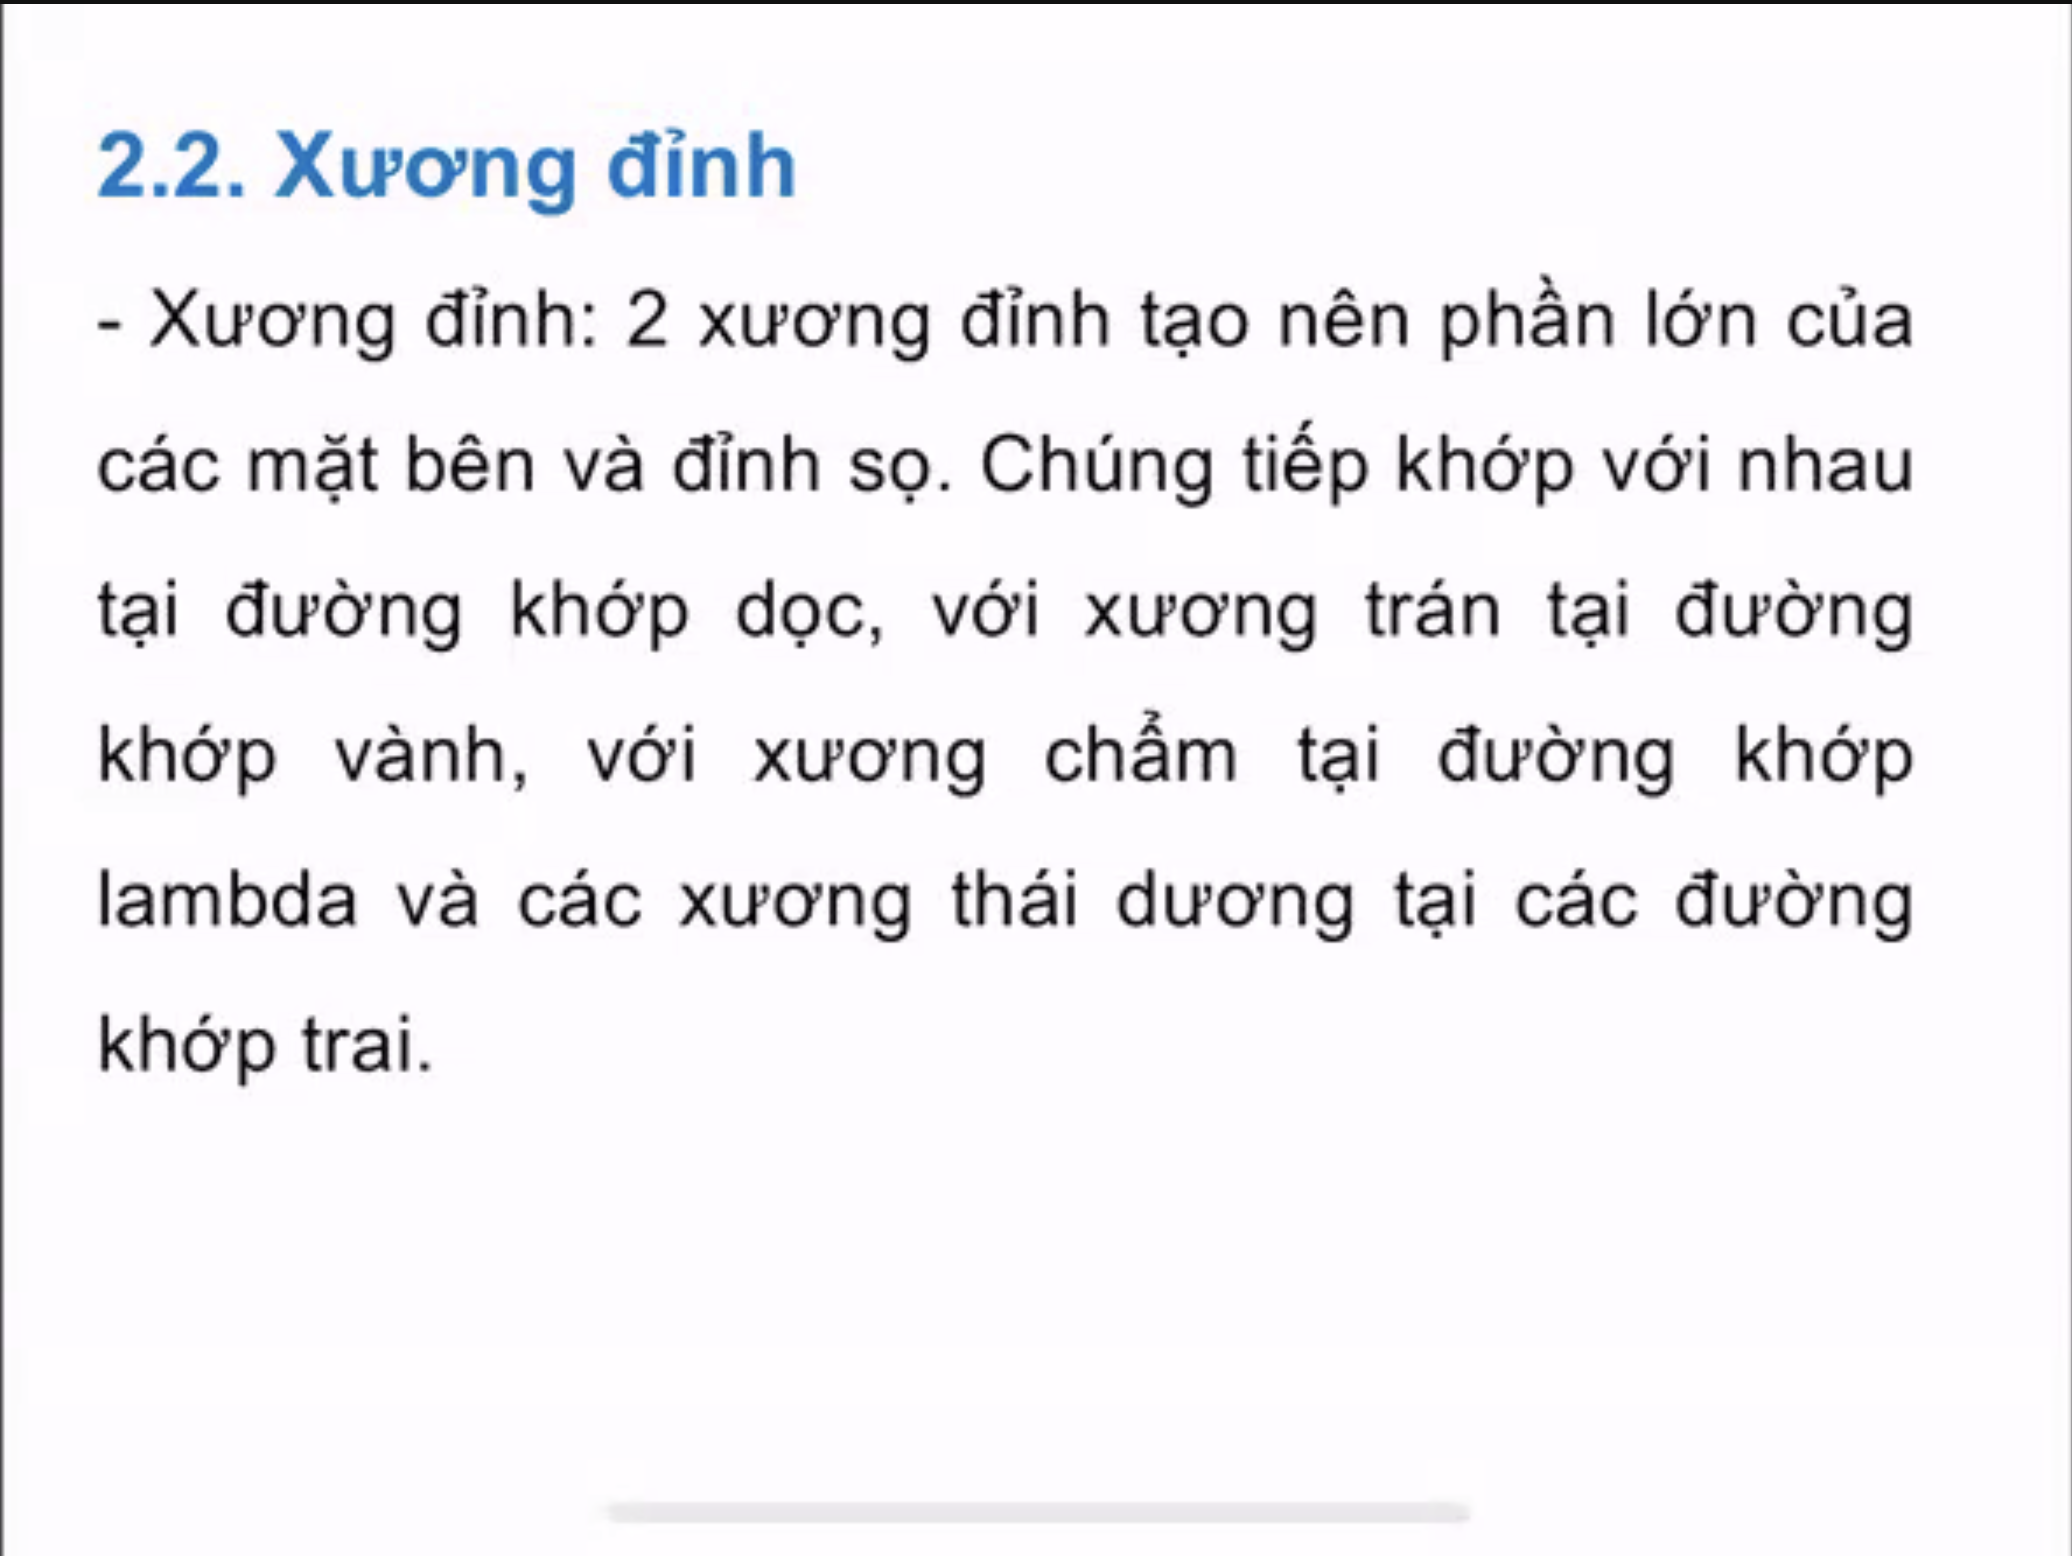 2.2. Xương đỉnh
- Xương đỉnh: 2 xương đỉnh tạo nên phần lớn của
các mặt bên và đỉnh sọ. Chúng tiếp khớp với nhau
tại đường khớp dọc, với xương trán tại đường
khớp vành, với xương chẩm tại đường khớp
lambda và các xương thái dương tại các đường
khớp trai.